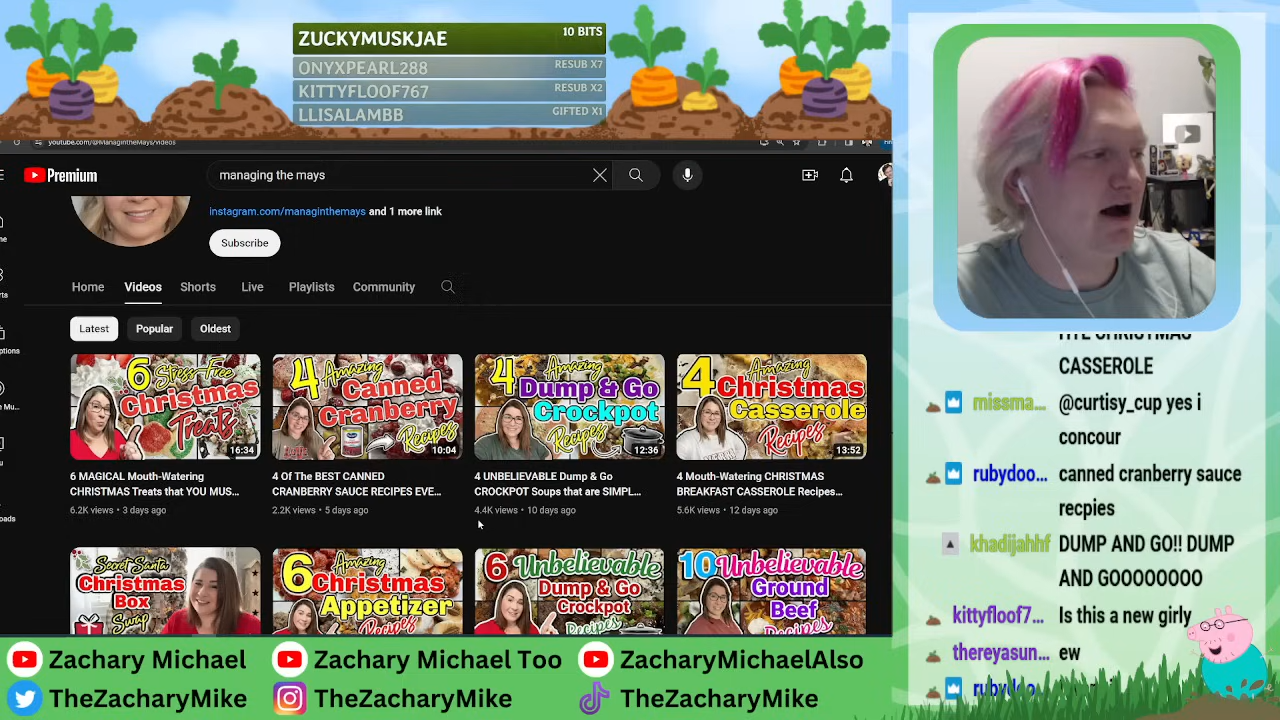 ZUCKYMUSKJAE 10 BITS
ONYXPEARL288 RESUB X7
KITTYFLOOF767 RESUB X2
LLISALAMBB GIFTED X1
youtube.com/@ManagintheMays/videos
Premium
managing the mays
instagram.com/managinthemays and 1 more link
Subscribe
Home Videos Shorts Live Playlists Community
Latest Popular Oldest
6 Stress-Free Christmas Treats 16:34
4 Amazing Canned Cranberry Recipes 10:04
4 Amazing Dump & Go Crockpot Recipes 12:36
4 Amazing Christmas Casserole Recipes 13:52
6 MAGICAL Mouth-Watering
CHRISTMAS Treats that YOU MUS...
6.2K views • 3 days ago
4 Of The BEST CANNED
CRANBERRY SAUCE RECIPES EVE...
2.2K views • 5 days ago
4 UNBELIEVABLE Dump & Go
CROCKPOT Soups that are SIMPL...
4.4K views • 10 days ago
4 Mouth-Watering CHRISTMAS
BREAKFAST CASSEROLE Recipes...
5.6K views • 12 days ago
Secret Santa Christmas Box Swap
6 Amazing Christmas Appetizer Recipes
6 Unbelievable Dump & Go Crockpot Recipes
10 Unbelievable Ground Beef
CHRISTMAS
CASSEROLE
missma... @curtisy_cup yes i
concour
rubydoo... canned cranberry sauce
recpies
khadijahhf DUMP AND GO!! DUMP
AND GOOOOOOOO
kittyfloof7... Is this a new girly
thereyasun... ew
Zachary Michael Zachary Michael Too ZacharyMichaelAlso
TheZacharyMike TheZacharyMike TheZacharyMike